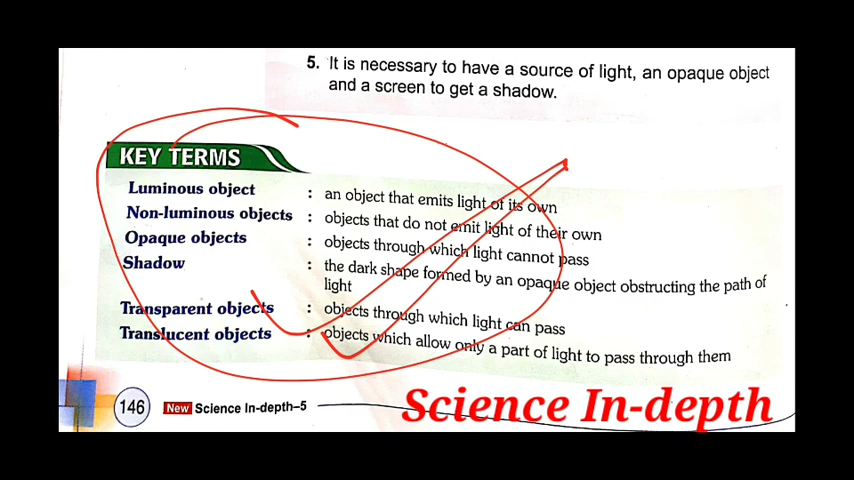 5. It is necessary to have a source of light, an opaque object
and a screen to get a shadow.
KEY TERMS
Luminous object : an object that emits light of its own
Non-luminous objects : objects that do not emit light of their own
Opaque objects : objects through which light cannot pass
Shadow : the dark shape formed by an opaque object obstructing the path of
light
Transparent objects : objects through which light can pass
Translucent objects : objects which allow only a part of light to pass through them
146 New Science In-depth–5
Science In-depth